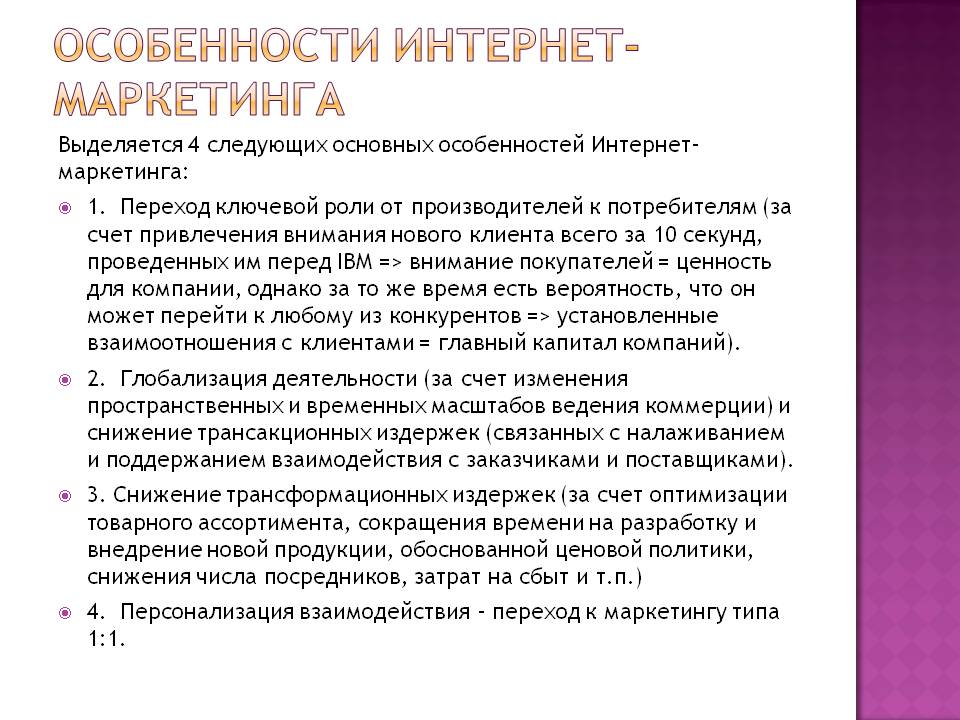 ОСОБЕННОСТИ ИНТЕРНЕТ-
МАРКЕТИНГА
Выделяется 4 следующих основных особенностей Интернет-
маркетинга:
1. Переход ключевой роли от производителей к потребителям (за
счет привлечения внимания нового клиента всего за 10 секунд,
проведенных им перед IBM => внимание покупателей = ценность
для компании, однако за то же время есть вероятность, что он
может перейти к любому из конкурентов => установленные
взаимоотношения с клиентами = главный капитал компаний).
2. Глобализация деятельности (за счет изменения
пространственных и временных масштабов ведения коммерции) и
снижение трансакционных издержек (связанных с налаживанием
и поддержанием взаимодействия с заказчиками и поставщиками).
3. Снижение трансформационных издержек (за счет оптимизации
товарного ассортимента, сокращения времени на разработку и
внедрение новой продукции, обоснованной ценовой политики,
снижения числа посредников, затрат на сбыт и т.п.)
4. Персонализация взаимодействия – переход к маркетингу типа
1:1.